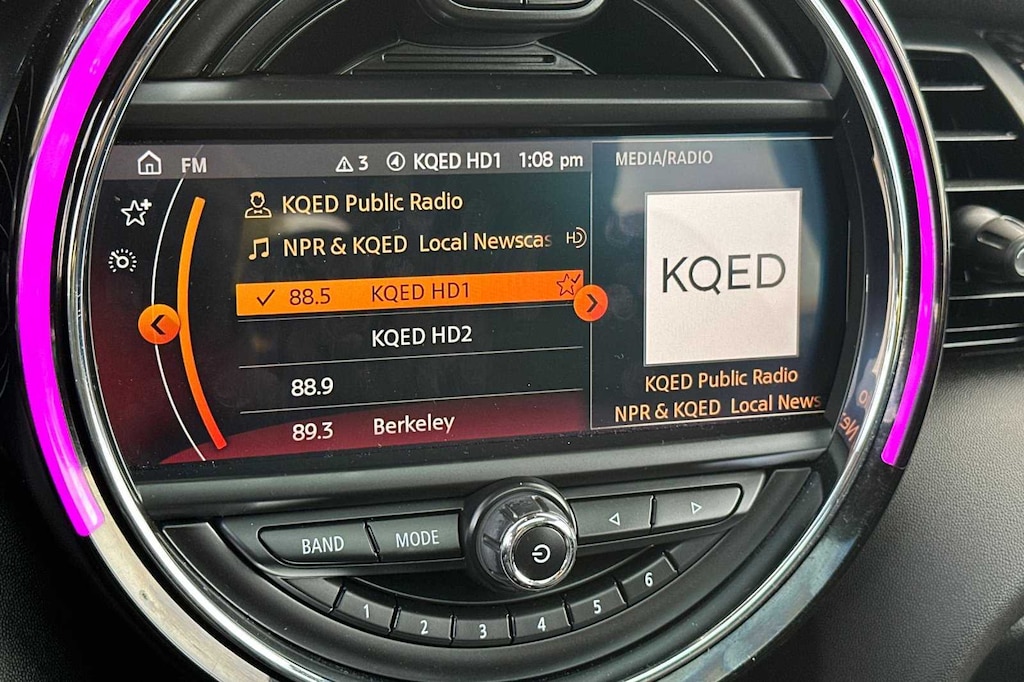 FM
3 KQED HD1 1:08 pm
MEDIA/RADIO
KQED Public Radio
NPR & KQED Local Newscas HD
88.5 KQED HD1
KQED HD2
88.9
89.3 Berkeley
KQED
KQED Public Radio
NPR & KQED Local News
BAND MODE
1 2 3 4 5 6